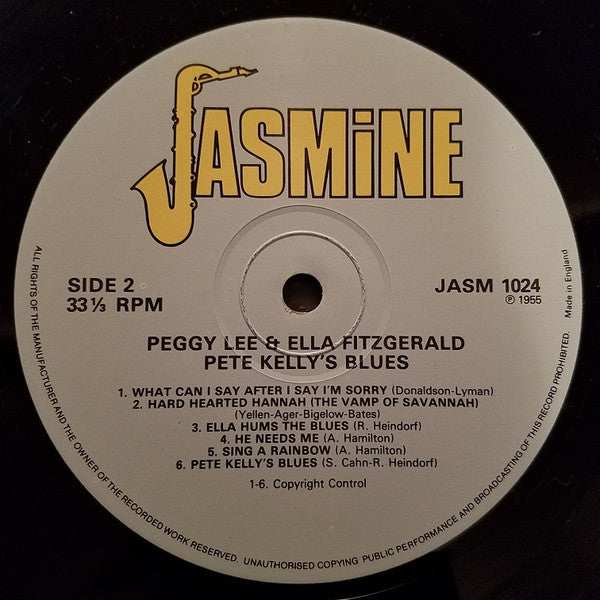 JASMiNE
SIDE 2
33 ⅓ RPM
JASM 1024
℗ 1955
Made in England
PEGGY LEE & ELLA FITZGERALD
PETE KELLY'S BLUES
1. WHAT CAN I SAY AFTER I SAY I'M SORRY (Donaldson-Lyman)
2. HARD HEARTED HANNAH (THE VAMP OF SAVANNAH)
(Yellen-Ager-Bigelow-Bates)
3. ELLA HUMS THE BLUES (R. Heindorf)
4. HE NEEDS ME (A. Hamilton)
5. SING A RAINBOW (A. Hamilton)
6. PETE KELLY'S BLUES (S. Cahn-R. Heindorf)
1-6. Copyright Control
ALL RIGHTS OF THE MANUFACTURER AND THE OWNER OF THE RECORDED WORK RESERVED. UNAUTHORISED COPYING PUBLIC PERFORMANCE AND BROADCASTING OF THIS RECORD PROHIBITED.